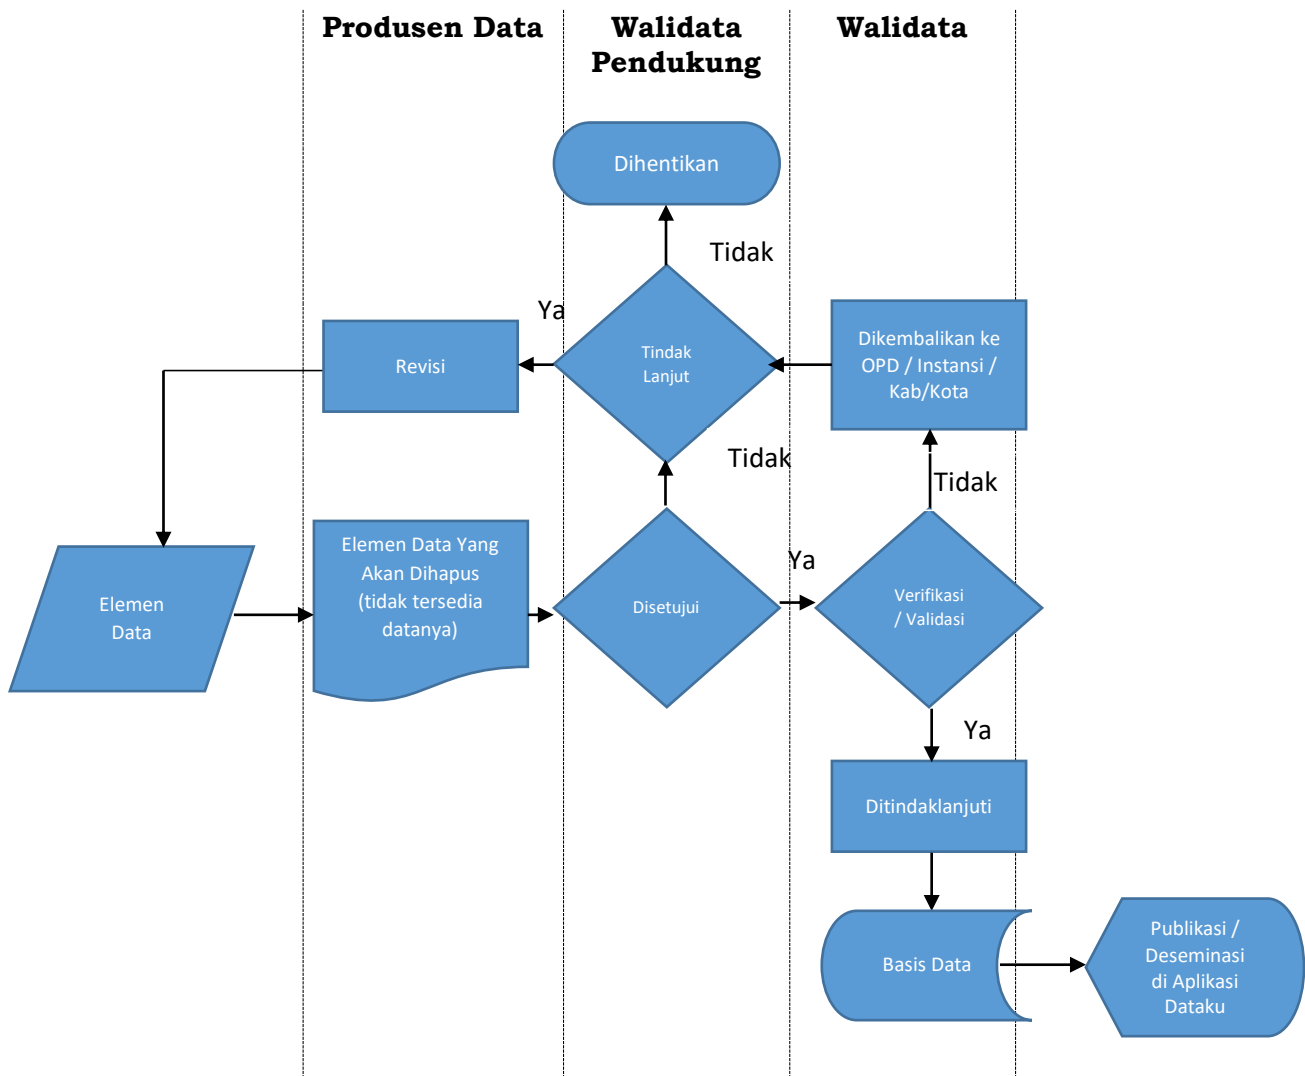 Produsen Data
Walidata
Pendukung
Walidata
Dihentikan
Tidak
Ya
Revisi
Tindak
Lanjut
Dikembalikan ke
OPD / Instansi /
Kab/Kota
Tidak
Tidak
Elemen
Data
Elemen Data Yang
Akan Dihapus
(tidak tersedia
datanya)
Disetujui
Ya
Verifikasi
/ Validasi
Ya
Ditindaklanjuti
Basis Data
Publikasi /
Deseminasi
di Aplikasi
Dataku